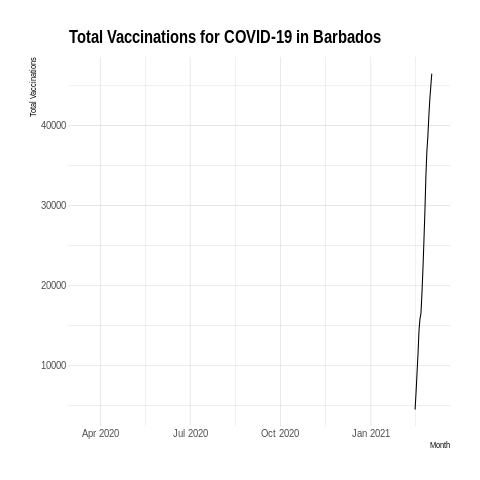 Total Vaccinations for COVID-19 in Barbados
Total Vaccinations
40000
30000
20000
10000
Apr 2020 Jul 2020 Oct 2020 Jan 2021
Month